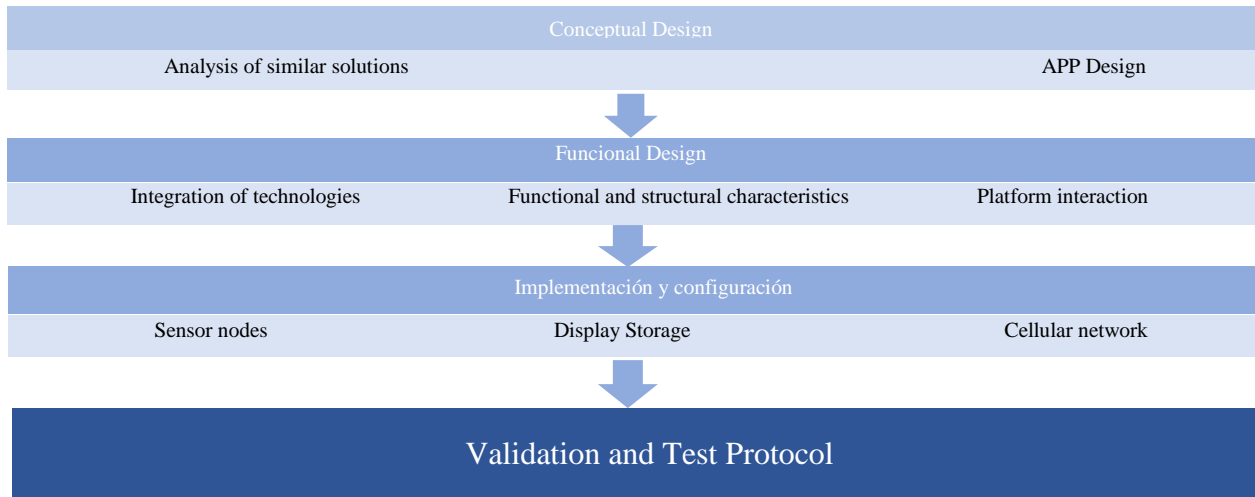 Conceptual Design
Analysis of similar solutions APP Design
Funcional Design
Integration of technologies Functional and structural characteristics Platform interaction
Implementación y configuración
Sensor nodes Display Storage Cellular network
Validation and Test Protocol